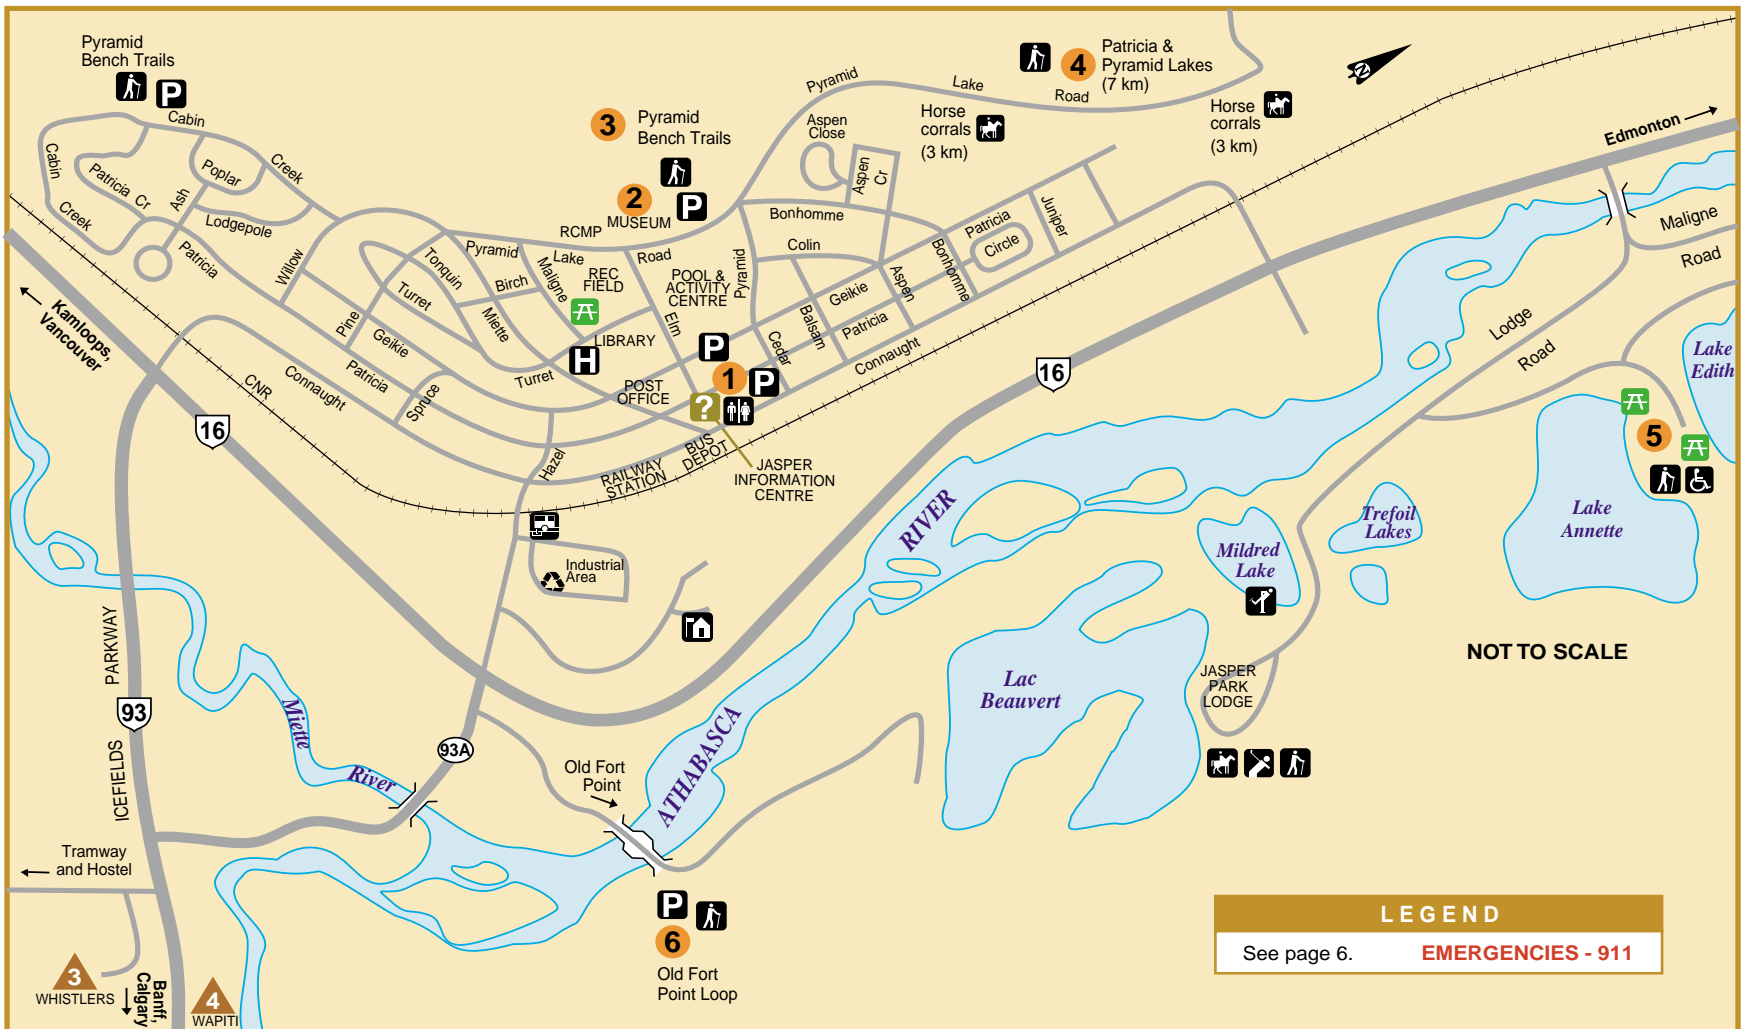 Pyramid
Bench Trails
P
Cabin
Cabin
Creek
Patricia Cr
Ash
Poplar
Creek
Lodgepole
Patricia
Willow
3
Pyramid
Bench Trails
2
MUSEUM
P
RCMP
Pyramid
Lake
Road
4
Patricia &
Pyramid Lakes
(7 km)
Horse
corrals
(3 km)
Horse
corrals
(3 km)
N
Edmonton
Aspen
Close
Aspen
Cr
Bonhomme
Colin
Patricia
Circle
Juniper
Bonhomme
Aspen
Geikie
Patricia
Balsam
Connaught
Cedar
Pyramid
Pyramid
Lake
Road
Tonquin
Birch
Maligne
REC
FIELD
POOL &
ACTIVITY
CENTRE
Elm
Turret
Miette
Pine
Geikie
Patricia
LIBRARY
H
P
1
P
?
Turret
POST
OFFICE
Spruce
Connaught
CNR
Hazel
RAILWAY
STATION
BUS
DEPOT
JASPER
INFORMATION
CENTRE
Kamloops,
Vancouver
16
16
Industrial
Area
Maligne
Road
Lodge
Road
Lake
Edith
5
Lake
Annette
Trefoil
Lakes
Mildred
Lake
RIVER
ATHABASCA
Lac
Beauvert
JASPER
PARK
LODGE
NOT TO SCALE
PARKWAY
93
ICEFIELDS
Miette
River
93A
Old Fort
Point
Tramway
and Hostel
P
6
Old Fort
Point Loop
3
WHISTLERS
Banff,
Calgary
4
WAPITI
LEGEND
See page 6.
EMERGENCIES - 911